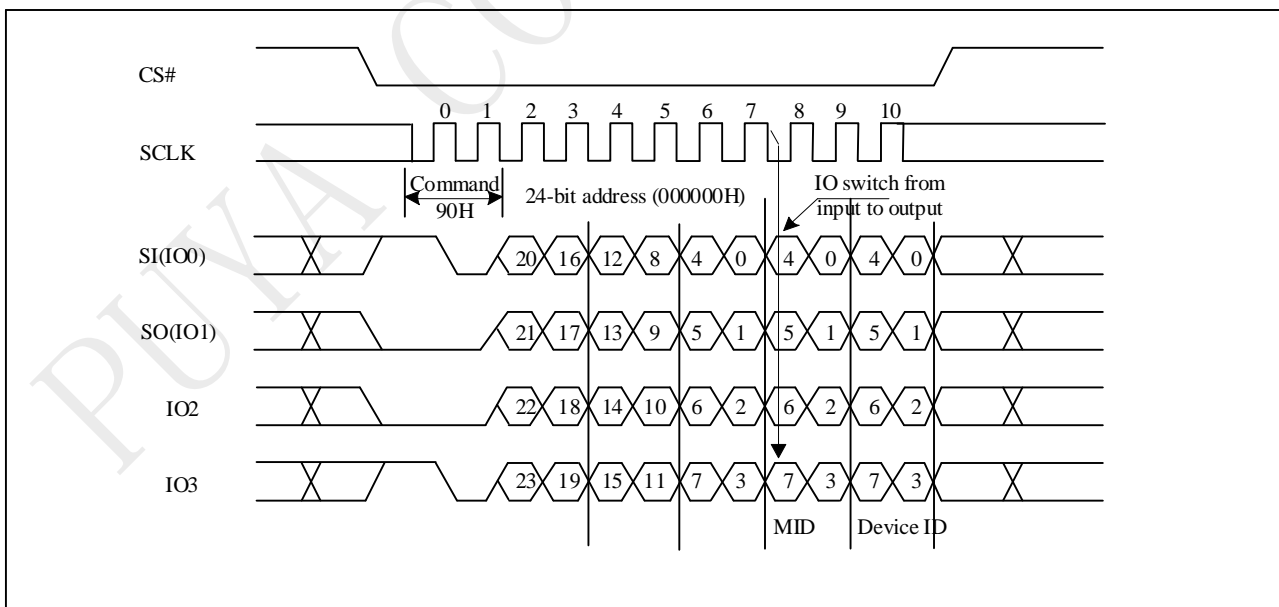 PUYA CO
CS#
0 1 2 3 4 5 6 7 8 9 10
SCLK
Command
90H
24-bit address (000000H)
IO switch from
input to output
SI(IO0) 20 16 12 8 4 0 4 0 4 0
SO(IO1) 21 17 13 9 5 1 5 1 5 1
IO2 22 18 14 10 6 2 6 2 6 2
IO3 23 19 15 11 7 3 7 3 7 3
MID Device ID